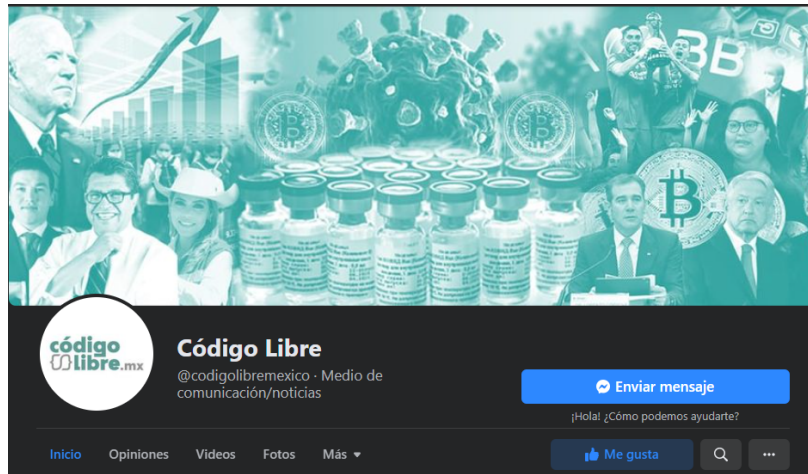 BB
código
libre.mx
Código Libre
@codigolibremexico · Medio de
comunicación/noticias
Enviar mensaje
¡Hola! ¿Cómo podemos ayudarte?
Inicio
Opiniones
Videos
Fotos
Más
Me gusta